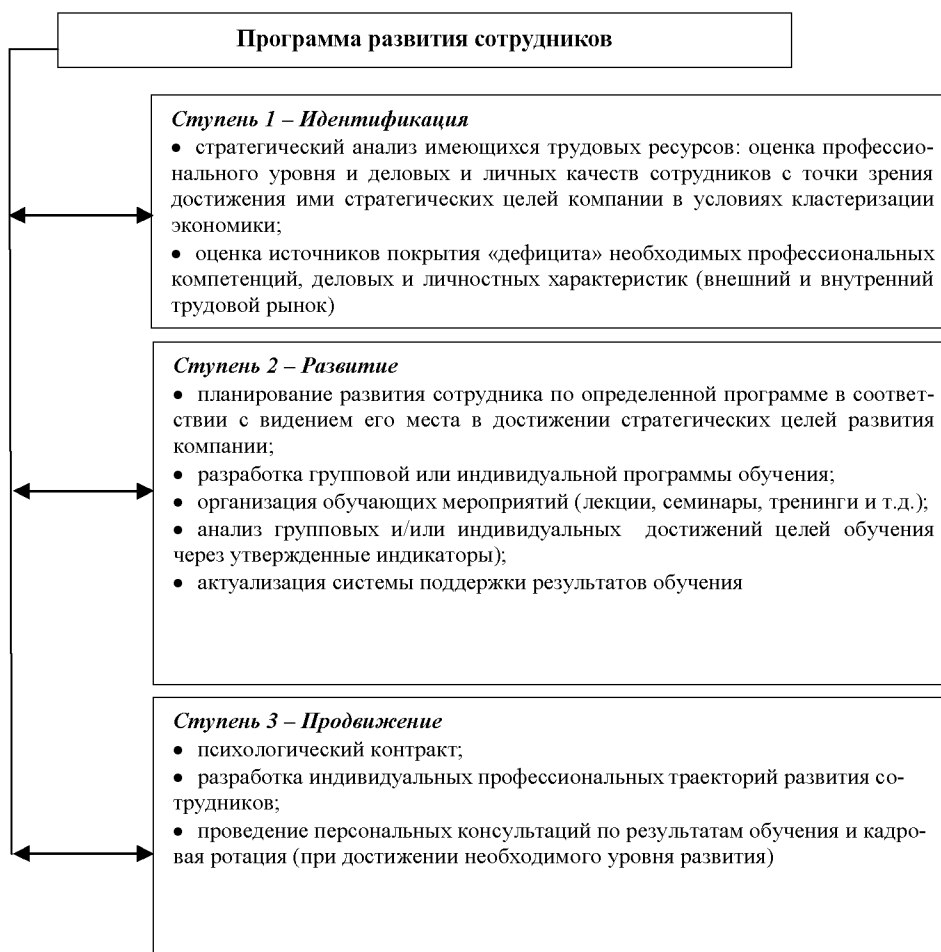 Программа развития сотрудников
Ступень 1 – Идентификация
• стратегический анализ имеющихся трудовых ресурсов: оценка профессио-
нального уровня и деловых и личных качеств сотрудников с точки зрения
достижения ими стратегических целей компании в условиях кластеризации
экономики;
• оценка источников покрытия «дефицита» необходимых профессиональных
компетенций, деловых и личностных характеристик (внешний и внутренний
трудовой рынок)
Ступень 2 – Развитие
• планирование развития сотрудника по определенной программе в соответ-
ствии с видением его места в достижении стратегических целей развития
компании;
• разработка групповой или индивидуальной программы обучения;
• организация обучающих мероприятий (лекции, семинары, тренинги и т.д.);
• анализ групповых и/или индивидуальных достижений целей обучения
через утвержденные индикаторы);
• актуализация системы поддержки результатов обучения
Ступень 3 – Продвижение
• психологический контракт;
• разработка индивидуальных профессиональных траекторий развития со-
трудников;
• проведение персональных консультаций по результатам обучения и кадро-
вая ротация (при достижении необходимого уровня развития)